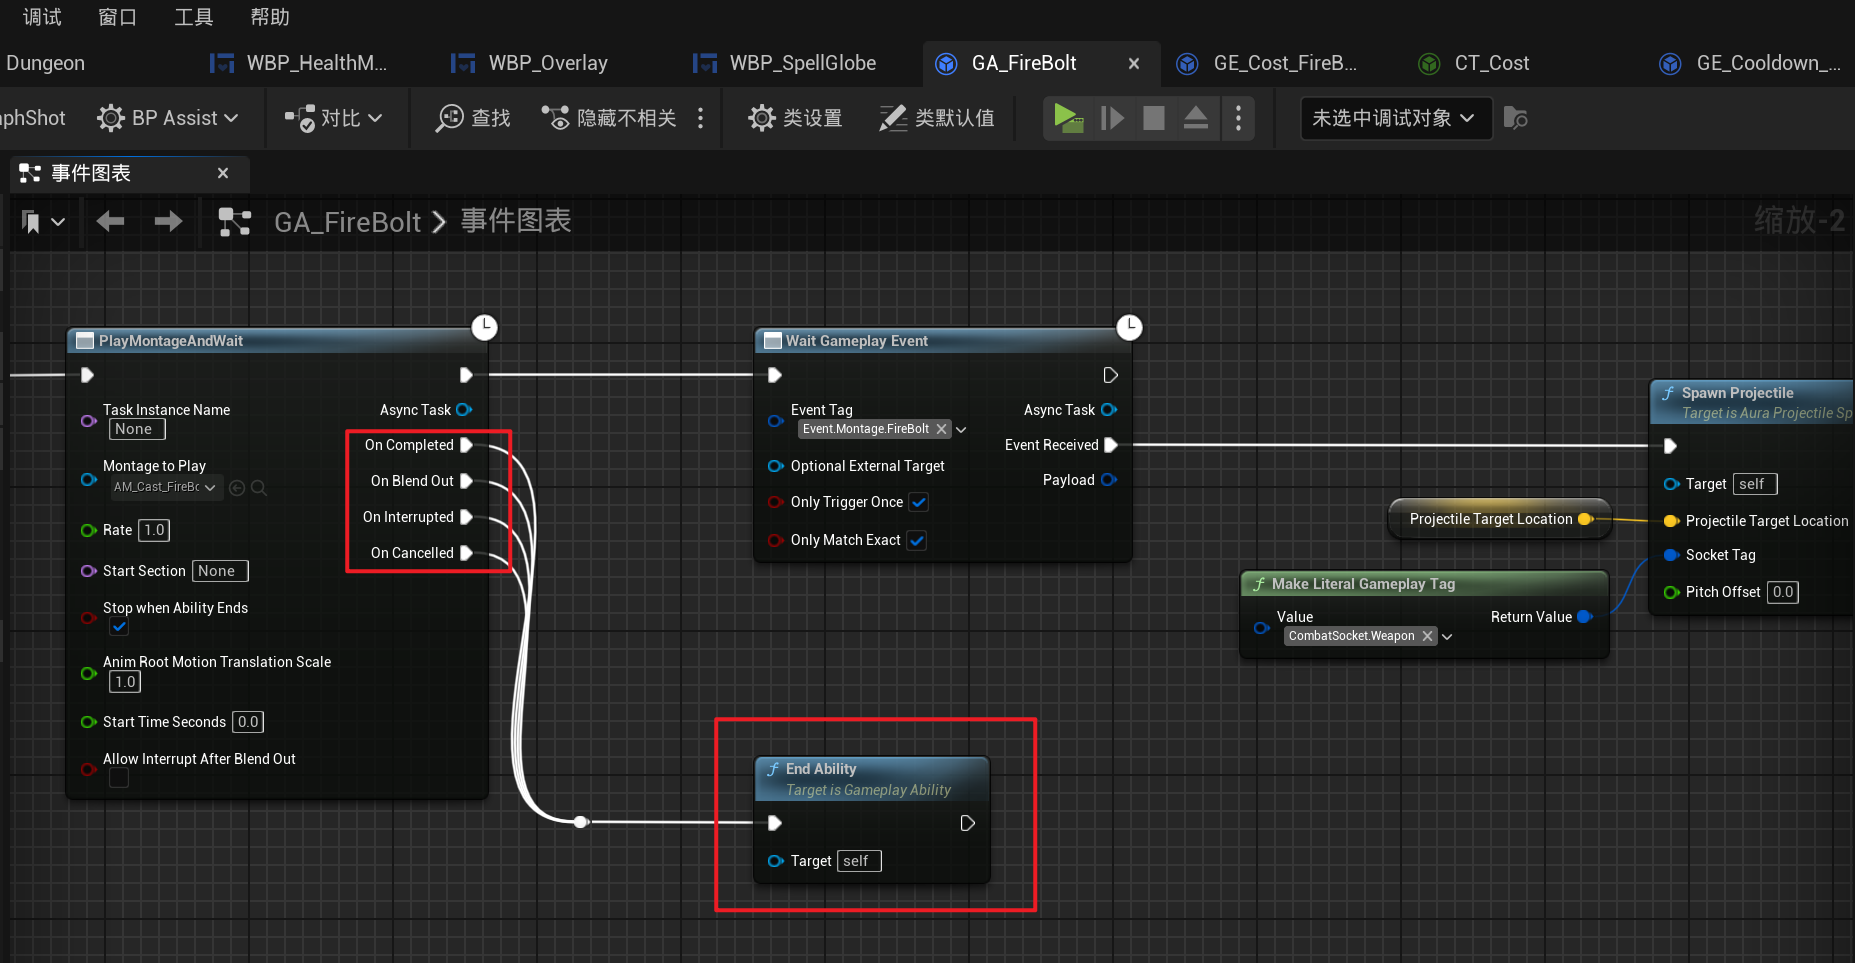 调试 窗口 工具 帮助
Dungeon WBP_HealthM... WBP_Overlay WBP_SpellGlobe GA_FireBolt GE_Cost_FireB... CT_Cost GE_Cooldown_...
phShot BP Assist 对比 查找 隐藏不相关 类设置 类默认值 未选中调试对象
事件图表
GA_FireBolt 事件图表 缩放-2
PlayMontageAndWait
Task Instance Name
None
Async Task
On Completed
Montage to Play
AM_Cast_FireBc
On Blend Out
On Interrupted
Rate 1.0
On Cancelled
Start Section None
Stop when Ability Ends
Anim Root Motion Translation Scale
1.0
Start Time Seconds 0.0
Allow Interrupt After Blend Out
Wait Gameplay Event
Event Tag
Event.Montage.FireBolt
Async Task
Event Received
Optional External Target
Payload
Only Trigger Once
Only Match Exact
End Ability
Target is Gameplay Ability
Target self
Projectile Target Location
Make Literal Gameplay Tag
Value
CombatSocket.Weapon
Return Value
Spawn Projectile
Target is Aura Projectile Sp
Target self
Projectile Target Location
Socket Tag
Pitch Offset 0.0